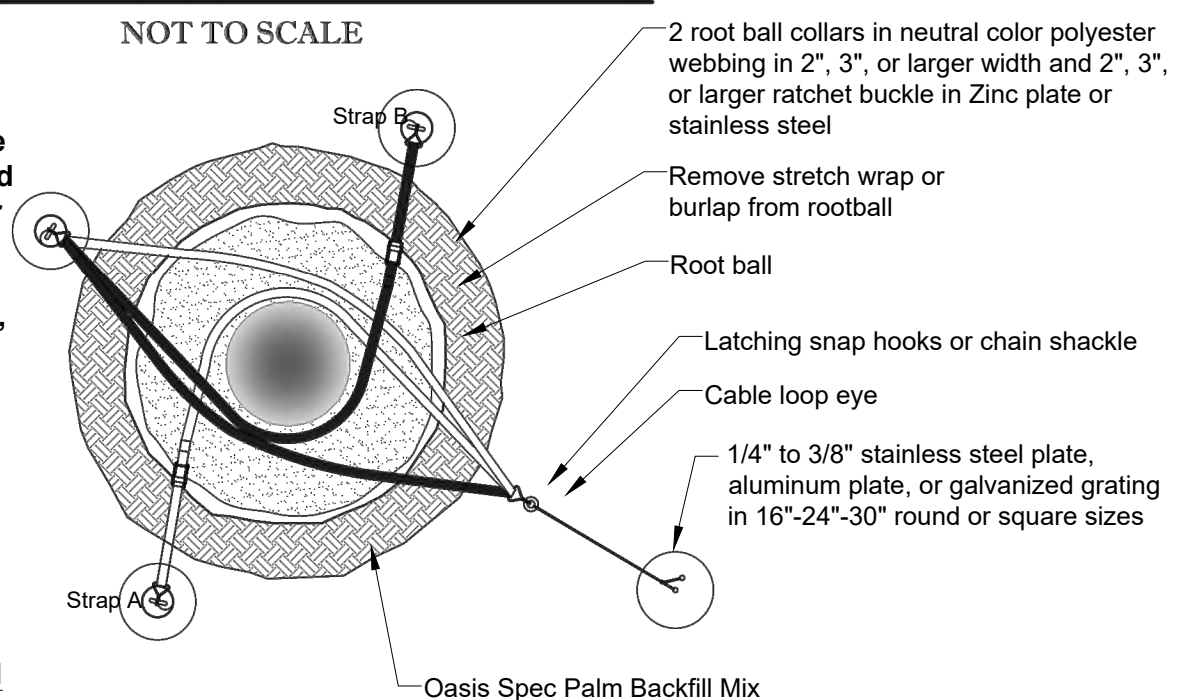 NOT TO SCALE
2 root ball collars in neutral color polyester
webbing in 2", 3", or larger width and 2", 3",
or larger ratchet buckle in Zinc plate or
stainless steel
Strap B
Remove stretch wrap or
burlap from rootball
Root ball
Latching snap hooks or chain shackle
Cable loop eye
1/4" to 3/8" stainless steel plate,
aluminum plate, or galvanized grating
in 16"-24"-30" round or square sizes
Strap A
Oasis Spec Palm Backfill Mix